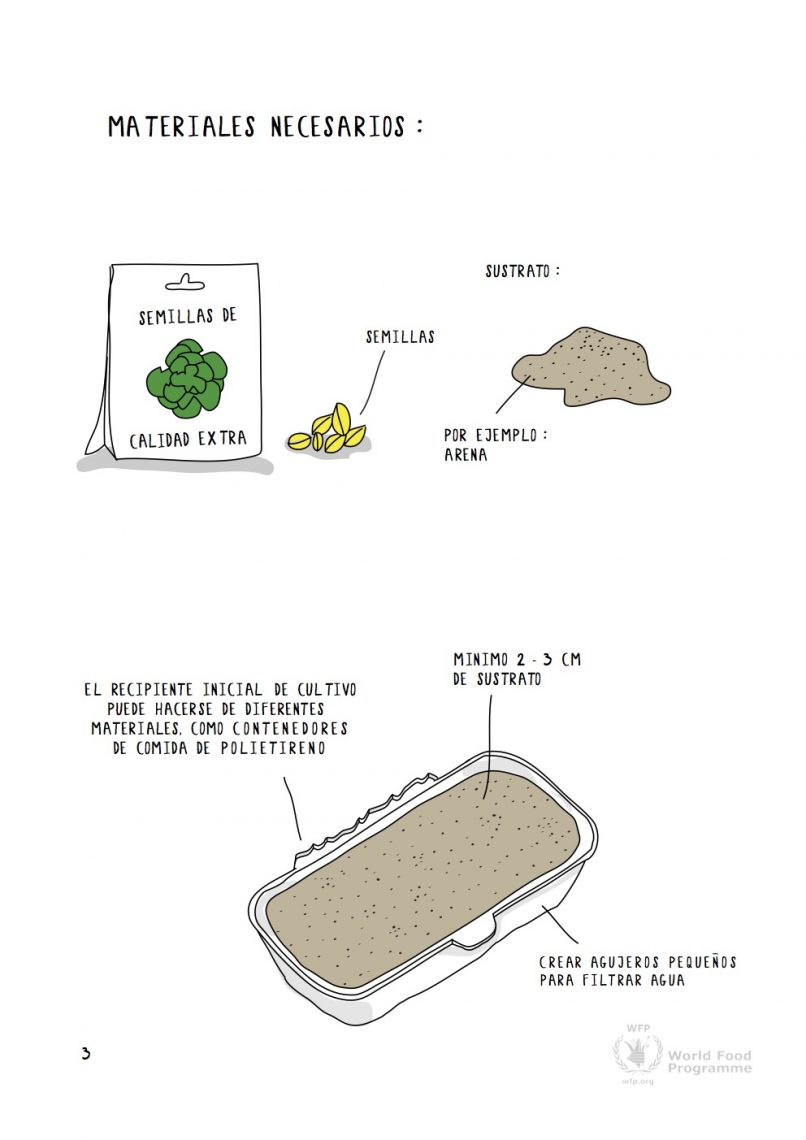 MATERIALES NECESARIOS :
SEMILLAS DE
CALIDAD EXTRA
SEMILLAS
SUSTRATO :
POR EJEMPLO :
ARENA
MINIMO 2 - 3 CM
DE SUSTRATO
EL RECIPIENTE INICIAL DE CULTIVO
PUEDE HACERSE DE DIFERENTES
MATERIALES, COMO CONTENEDORES
DE COMIDA DE POLIETIRENO
CREAR AGUJEROS PEQUEÑOS
PARA FILTRAR AGUA
3
WFP
wfp.org
World Food
Programme